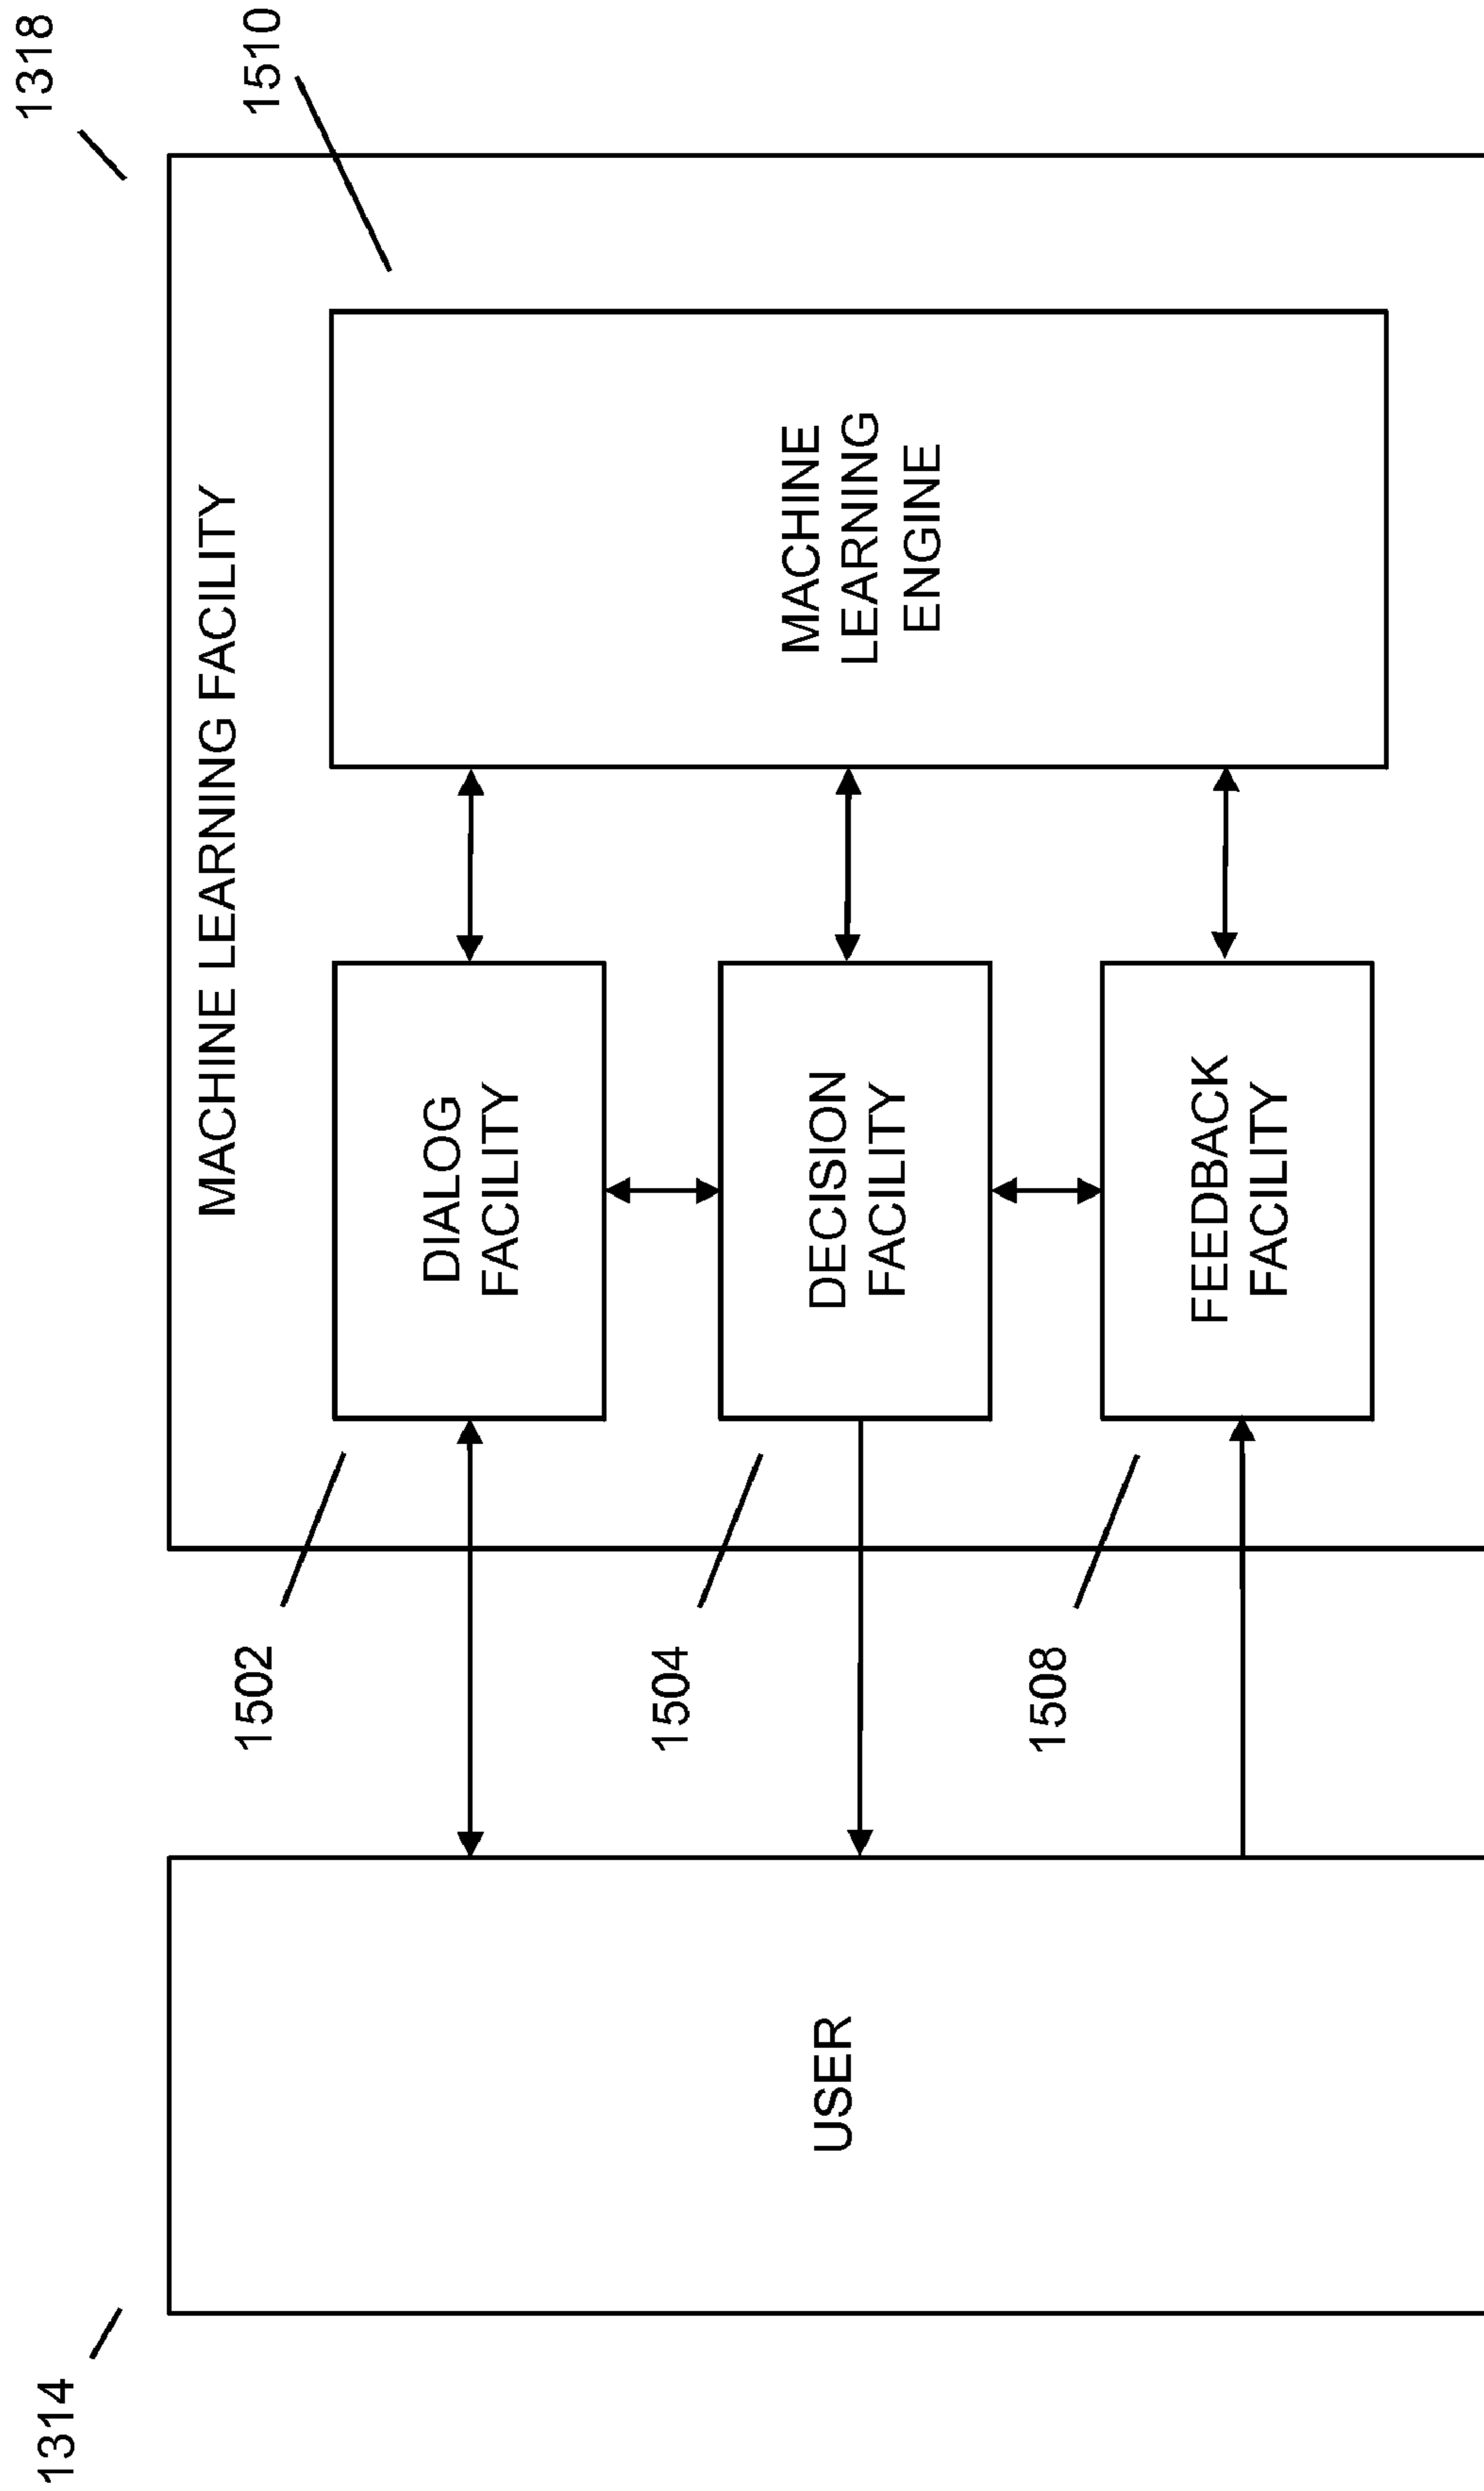 1314
1318
USER
MACHINE LEARNING FACILITY
1502
DIALOG
FACILITY
1504
DECISION
FACILITY
1508
FEEDBACK
FACILITY
1510
MACHINE
LEARNING
ENGINE